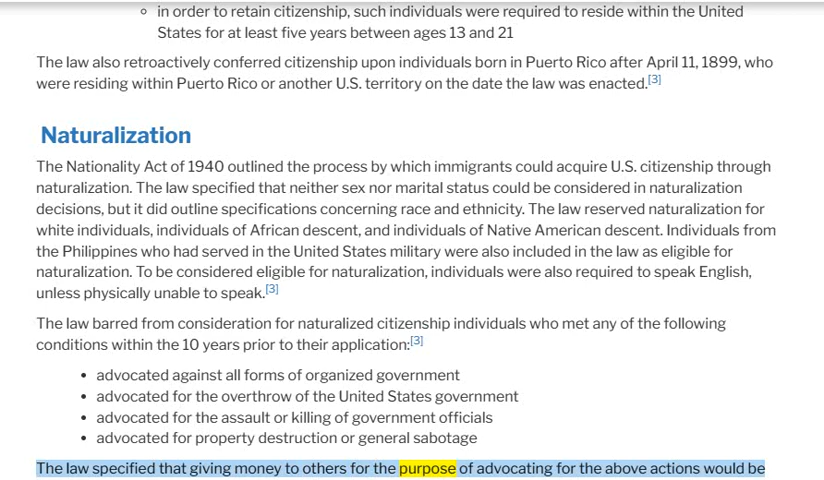 in order to retain citizenship, such individuals were required to reside within the United
States for at least five years between ages 13 and 21
The law also retroactively conferred citizenship upon individuals born in Puerto Rico after April 11, 1899, who
were residing within Puerto Rico or another U.S. territory on the date the law was enacted.[3]
Naturalization
The Nationality Act of 1940 outlined the process by which immigrants could acquire U.S. citizenship through
naturalization. The law specified that neither sex nor marital status could be considered in naturalization
decisions, but it did outline specifications concerning race and ethnicity. The law reserved naturalization for
white individuals, individuals of African descent, and individuals of Native American descent. Individuals from
the Philippines who had served in the United States military were also included in the law as eligible for
naturalization. To be considered eligible for naturalization, individuals were also required to speak English,
unless physically unable to speak.[3]
The law barred from consideration for naturalized citizenship individuals who met any of the following
conditions within the 10 years prior to their application:[3]
advocated against all forms of organized government
advocated for the overthrow of the United States government
advocated for the assault or killing of government officials
advocated for property destruction or general sabotage
The law specified that giving money to others for the purpose of advocating for the above actions would be